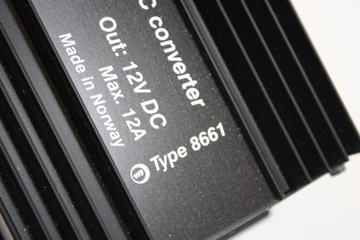 C converter
Out: 12V DC
Max. 12A
Made in Norway
Type 8661